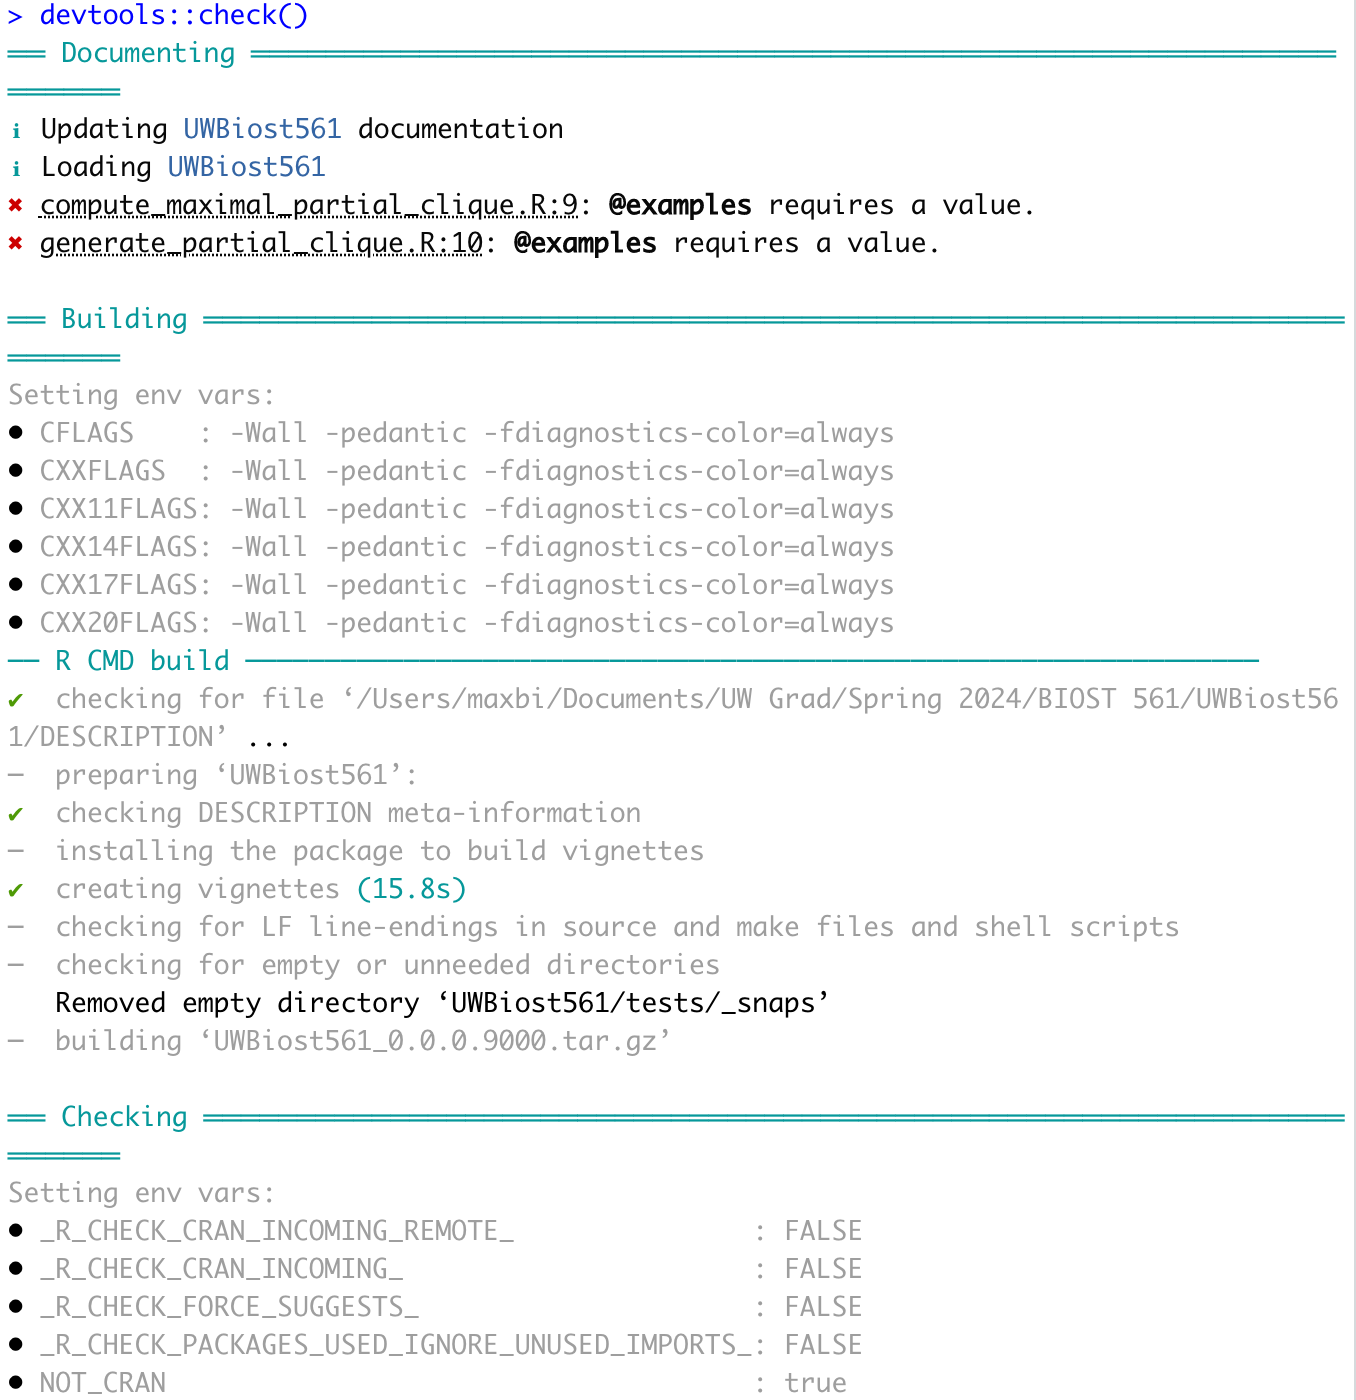 > devtools::check()
══ Documenting ═════════════════════════════════════════════════════════════════════
═══════
ℹ Updating UWBiost561 documentation
ℹ Loading UWBiost561
✖ compute_maximal_partial_clique.R:9: @examples requires a value.
✖ generate_partial_clique.R:10: @examples requires a value.
══ Building ════════════════════════════════════════════════════════════════════════
═══════
Setting env vars:
● CFLAGS    : -Wall -pedantic -fdiagnostics-color=always
● CXXFLAGS  : -Wall -pedantic -fdiagnostics-color=always
● CXX11FLAGS: -Wall -pedantic -fdiagnostics-color=always
● CXX14FLAGS: -Wall -pedantic -fdiagnostics-color=always
● CXX17FLAGS: -Wall -pedantic -fdiagnostics-color=always
● CXX20FLAGS: -Wall -pedantic -fdiagnostics-color=always
── R CMD build ────────────────────────────────────────────────────────────────
✔  checking for file ‘/Users/maxbi/Documents/UW Grad/Spring 2024/BIOST 561/UWBiost56
1/DESCRIPTION’ ...
─  preparing ‘UWBiost561’:
✔  checking DESCRIPTION meta-information
─  installing the package to build vignettes
✔  creating vignettes (15.8s)
─  checking for LF line-endings in source and make files and shell scripts
─  checking for empty or unneeded directories
   Removed empty directory ‘UWBiost561/tests/_snaps’
─  building ‘UWBiost561_0.0.0.9000.tar.gz’
══ Checking ════════════════════════════════════════════════════════════════════════
═══════
Setting env vars:
● _R_CHECK_CRAN_INCOMING_REMOTE_               : FALSE
● _R_CHECK_CRAN_INCOMING_                      : FALSE
● _R_CHECK_FORCE_SUGGESTS_                     : FALSE
● _R_CHECK_PACKAGES_USED_IGNORE_UNUSED_IMPORTS_: FALSE
● NOT_CRAN                                     : true